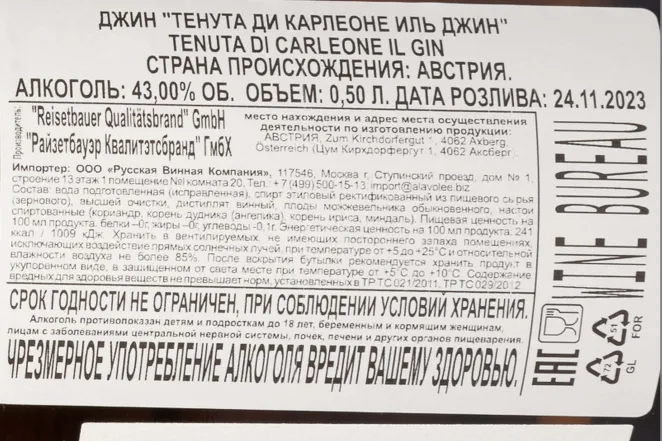 ДЖИН "ТЕНУТА ДИ КАРЛЕОНЕ ИЛЬ ДЖИН"
TENUTA DI CARLEONE IL GIN
СТРАНА ПРОИСХОЖДЕНИЯ: АВСТРИЯ.
АЛКОГОЛЬ: 43,00% ОБ. ОБЪЕМ: 0,50 Л. ДАТА РОЗЛИВА: 24.11.2023
Производитель:
"Reisetbauer Qualitätsbrand" GmbH
"Райзетбауэр Квалитэтсбранд" ГмбХ
место нахождения и адрес места осуществления
деятельности по изготовлению продукции:
АВСТРИЯ, Zum Kirchdorfergut 1, 4062 Axberg,
Österreich (Цум Кирхдорфергут 1, 4062 Аксберг)
Импортер: ООО «Русская Винная Компания», 117546, Москва г, Ступинский проезд, дом № 1,
строение 13 этаж 1 помещение №I комната 20, Тел.: +7(499)500-15-13, import@alavolee.biz
Состав: вода подготовленная (исправленная), спирт этиловый ректификованный из пищевого сырья
(зернового), высшей очистки, дистиллят винный, плоды можжевельника обыкновенного, настои
спиртованные (кориандр, корень дудника (ангелика), корень ириса, миндаль). Пищевая ценность на
100 мл продукта, белки –0г, жиры –0г, углеводы -0,1г. Энергетическая ценность на 100 мл продукта: 241
ккал / 1009 кДж Хранить в вентилируемых, не имеющих постороннего запаха помещениях,
исключающих воздействие прямых солнечных лучей, при температуре от +5 до +25°С и относительной
влажности воздуха не более 85%. После вскрытия бутылки рекомендуется хранить продукт в
укупоренном виде, в защищенном от света месте при температуре от +5°С до +10°С Содержание
вредных для здоровья веществ не превышает норм, установленных в ТР ТС 021/2011, ТР ТС 029/2012
СРОК ГОДНОСТИ НЕ ОГРАНИЧЕН, ПРИ СОБЛЮДЕНИИ УСЛОВИЙ ХРАНЕНИЯ.
Алкоголь противопоказан детям и подросткам до 18 лет, беременным и кормящим женщинам,
лицам с заболеваниями центральной нервной системы, почек, печени и других органов пищеварения.
ЧРЕЗМЕРНОЕ УПОТРЕБЛЕНИЕ АЛКОГОЛЯ ВРЕДИТ ВАШЕМУ ЗДОРОВЬЮ.
WINE BUREAU
EAC
51
FOR
72
GL